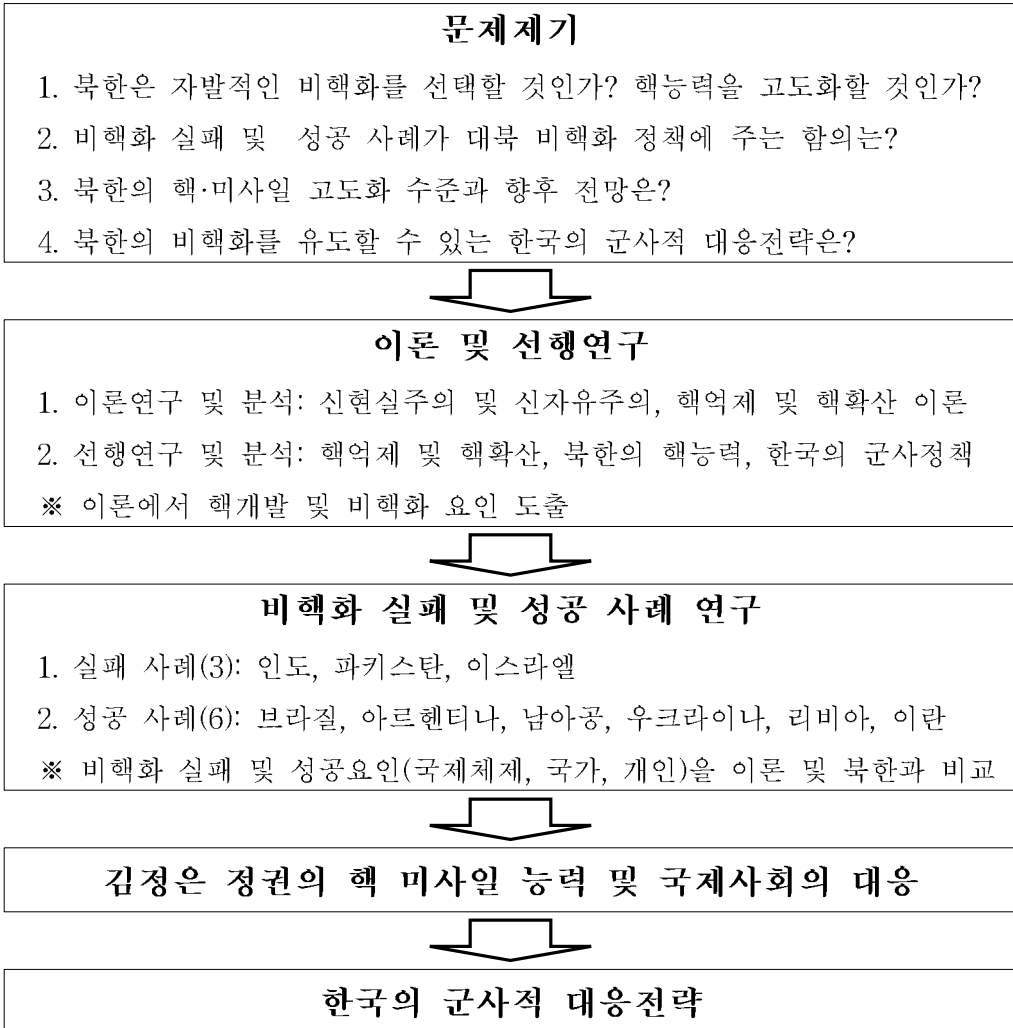 문제제기
1. 북한은 자발적인 비핵화를 선택할 것인가? 핵능력을 고도화할 것인가?
2. 비핵화 실패 및 성공 사례가 대북 비핵화 정책에 주는 함의는?
3. 북한의 핵·미사일 고도화 수준과 향후 전망은?
4. 북한의 비핵화를 유도할 수 있는 한국의 군사적 대응전략은?
이론 및 선행연구
1. 이론연구 및 분석: 신현실주의 및 신자유주의, 핵억제 및 핵확산 이론
2. 선행연구 및 분석: 핵억제 및 핵확산, 북한의 핵능력, 한국의 군사정책
※ 이론에서 핵개발 및 비핵화 요인 도출
비핵화 실패 및 성공 사례 연구
1. 실패 사례(3): 인도, 파키스탄, 이스라엘
2. 성공 사례(6): 브라질, 아르헨티나, 남아공, 우크라이나, 리비아, 이란
※ 비핵화 실패 및 성공요인(국제체제, 국가, 개인)을 이론 및 북한과 비교
김정은 정권의 핵 미사일 능력 및 국제사회의 대응
한국의 군사적 대응전략